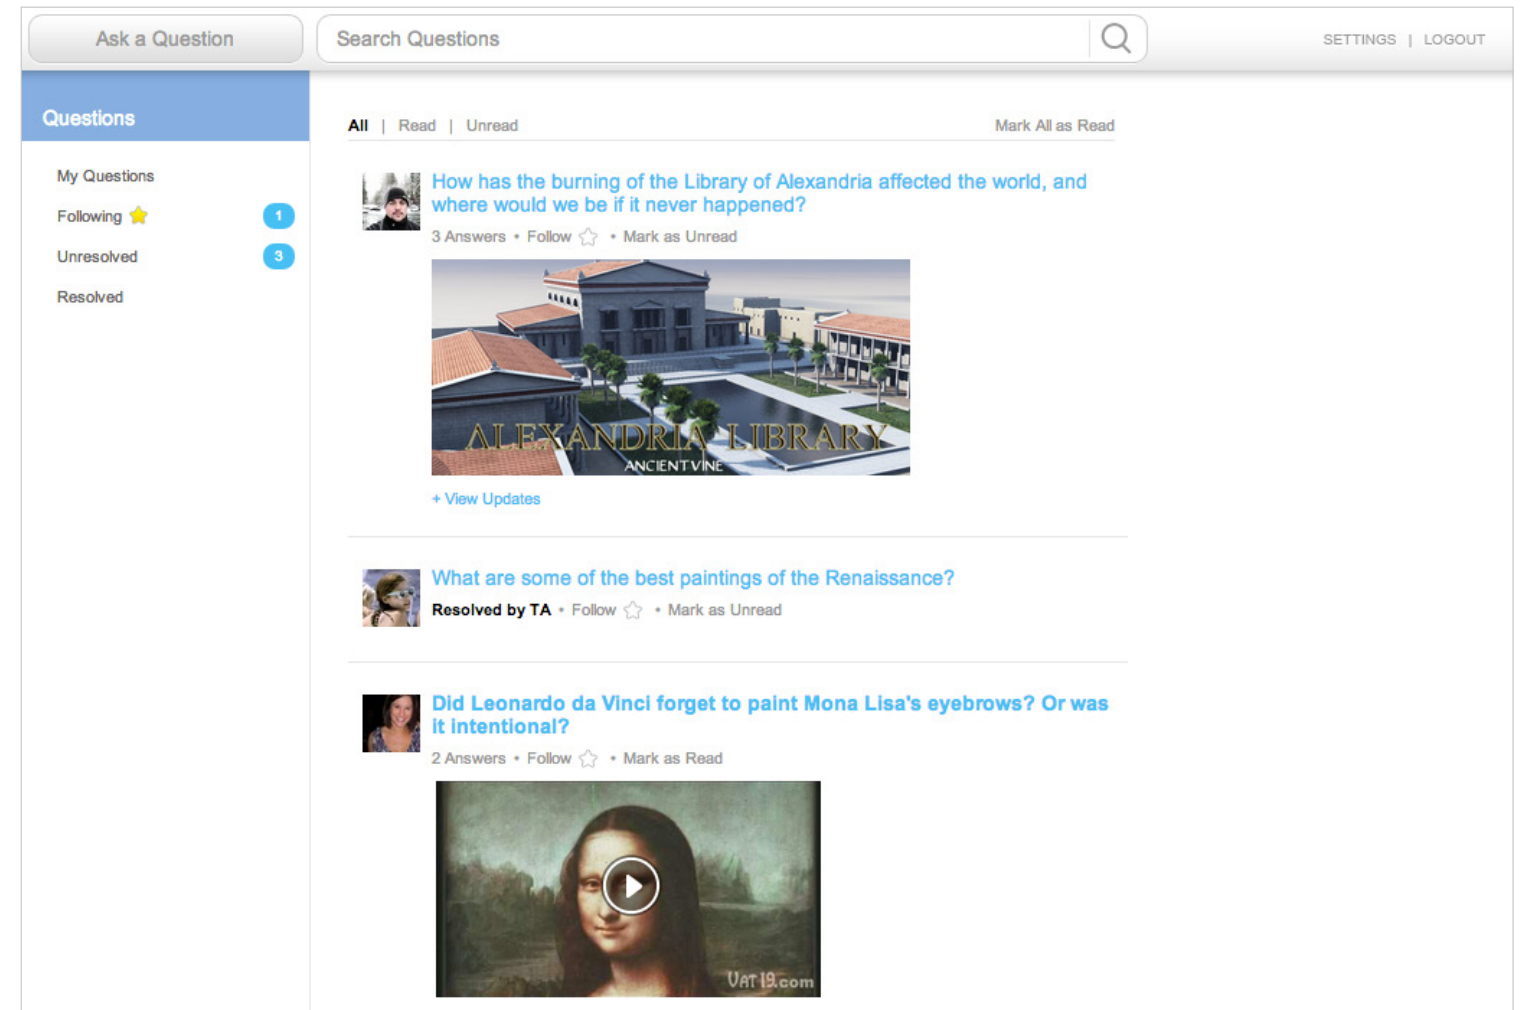 Ask a Question
Search Questions
SETTINGS | LOGOUT
Questions
My Questions
Following
1
Unresolved
3
Resolved
All | Read | Unread
Mark All as Read
How has the burning of the Library of Alexandria affected the world, and
where would we be if it never happened?
3 Answers • Follow • Mark as Unread
ALEXANDRIA LIBRARY
ANCIENTVINE
+ View Updates
What are some of the best paintings of the Renaissance?
Resolved by TA • Follow • Mark as Unread
Did Leonardo da Vinci forget to paint Mona Lisa's eyebrows? Or was
it intentional?
2 Answers • Follow • Mark as Read
VAT19.com